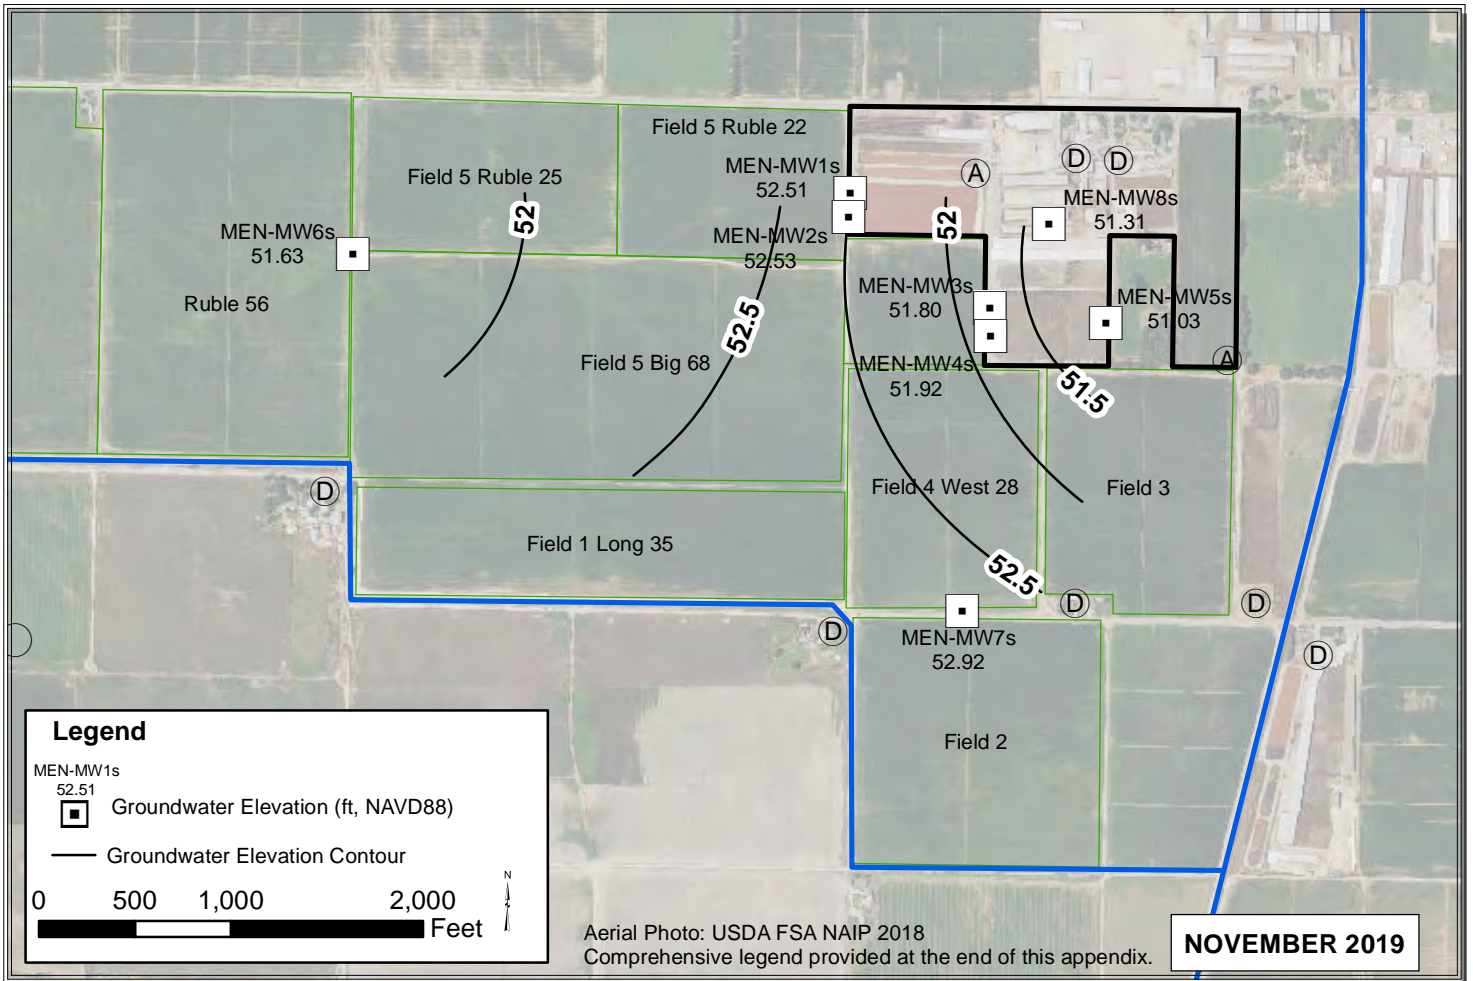 Field 5 Ruble 22
MEN-MW1s
52.51
Field 5 Ruble 25
A
D
D
MEN-MW8s
51.31
52
52
MEN-MW6s
51.63
MEN-MW2s
52.53
Ruble 56
MEN-MW3s
51.80
MEN-MW5s
51.03
52.5
Field 5 Big 68
MEN-MW4s
51.92
A
51.5
D
Field 4 West 28
Field 3
Field 1 Long 35
52.5
D
D
D
MEN-MW7s
52.92
D
Field 2
Legend
MEN-MW1s
52.51
Groundwater Elevation (ft, NAVD88)
Groundwater Elevation Contour
N
0 500 1,000 2,000
Feet
Aerial Photo: USDA FSA NAIP 2018
Comprehensive legend provided at the end of this appendix.
NOVEMBER 2019